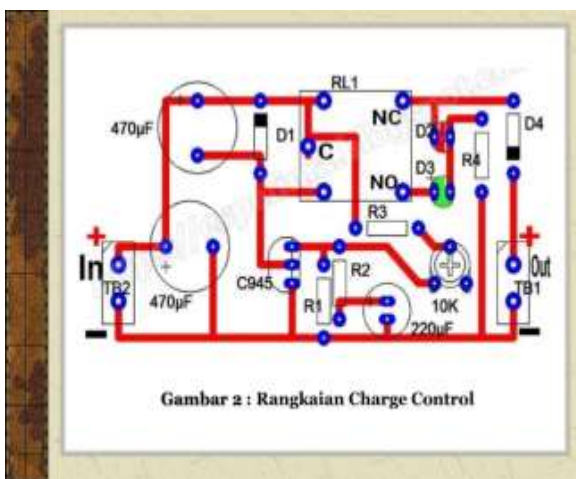 RL1
NC
470µF
D1
D2
D4
C
D3
R4
NO
R3
+
+
In
Out
TB2
C945
R2
TB1
470µF
R1
10K
220µF
Gambar 2 : Rangkaian Charge Control